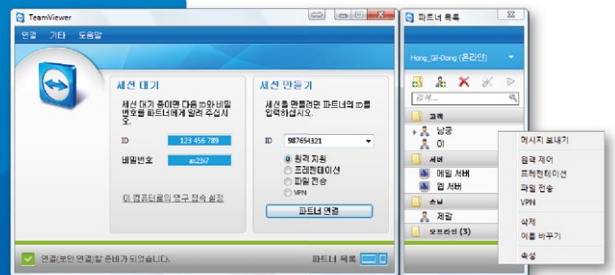 TeamViewer
연결 기타 도움말
세션 대기
세션 대기 중이면 다음 ID와 비밀
번호를 파트너에게 알려 주십시
오.
ID 123 456 789
비밀번호 as23i7
이 컴퓨터로의 영구 접속 설정
세션 만들기
세션를 만들려면 파트너의 ID를
입력하십시오.
ID 987654321
원격 지원
프레젠테이션
파일 전송
VPN
파트너 연결
연결(보안 연결)할 준비가 되었습니다.
파트너 목록
파트너 목록
Hong_Gil-Dong (온라인)
검색...
고객
남궁
이
서버
메일 서버
웹 서버
손님
제갈
오프라인 (3)
메시지 보내기
원격 제어
프레젠테이션
파일 전송
VPN
삭제
이름 바꾸기
속성